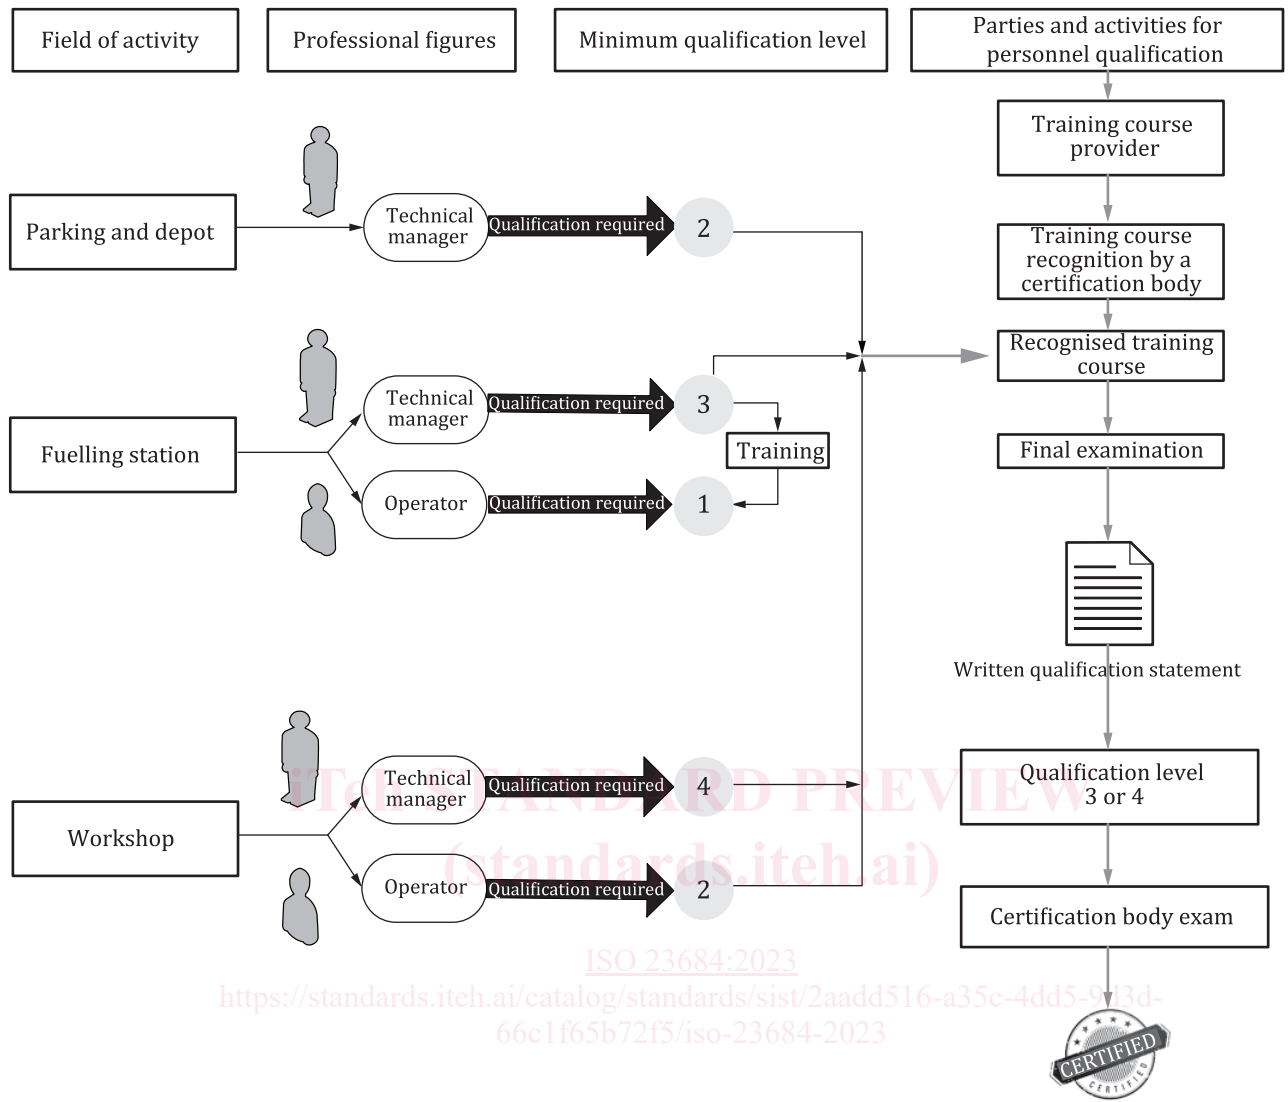 Field of activity
Professional figures
Minimum qualification level
Parties and activities for
personnel qualification
Training course
provider
Parking and depot
Technical
manager
Qualification required
2
Training course
recognition by a
certification body
Recognised training
course
Fuelling station
Technical
manager
Qualification required
3
Training
Operator
Qualification required
1
Final examination
Written qualification statement
Workshop
Technical
manager
Qualification required
4
Operator
Qualification required
2
Qualification level
3 or 4
Certification body exam
CERTIFIED
CERTIFIED
iTeh STANDARD PREVIEW
(standards.iteh.ai)
ISO 23684:2023
https://standards.iteh.ai/catalog/standards/sist/2aadd516-a35c-4dd5-9d3d-
66c1f65b72f5/iso-23684-2023